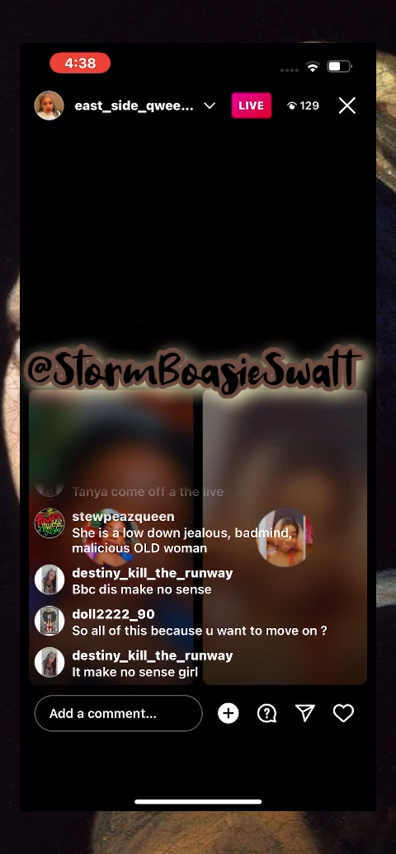 4:38
east_side_qwee...
LIVE
129
@StormBoasieSwatt
Tanya come off a the live
stewpeazqueen
She is a low down jealous, badmind,
malicious OLD woman
destiny_kill_the_runway
Bbc dis make no sense
doll2222_90
So all of this because u want to move on ?
destiny_kill_the_runway
It make no sense girl
Add a comment...